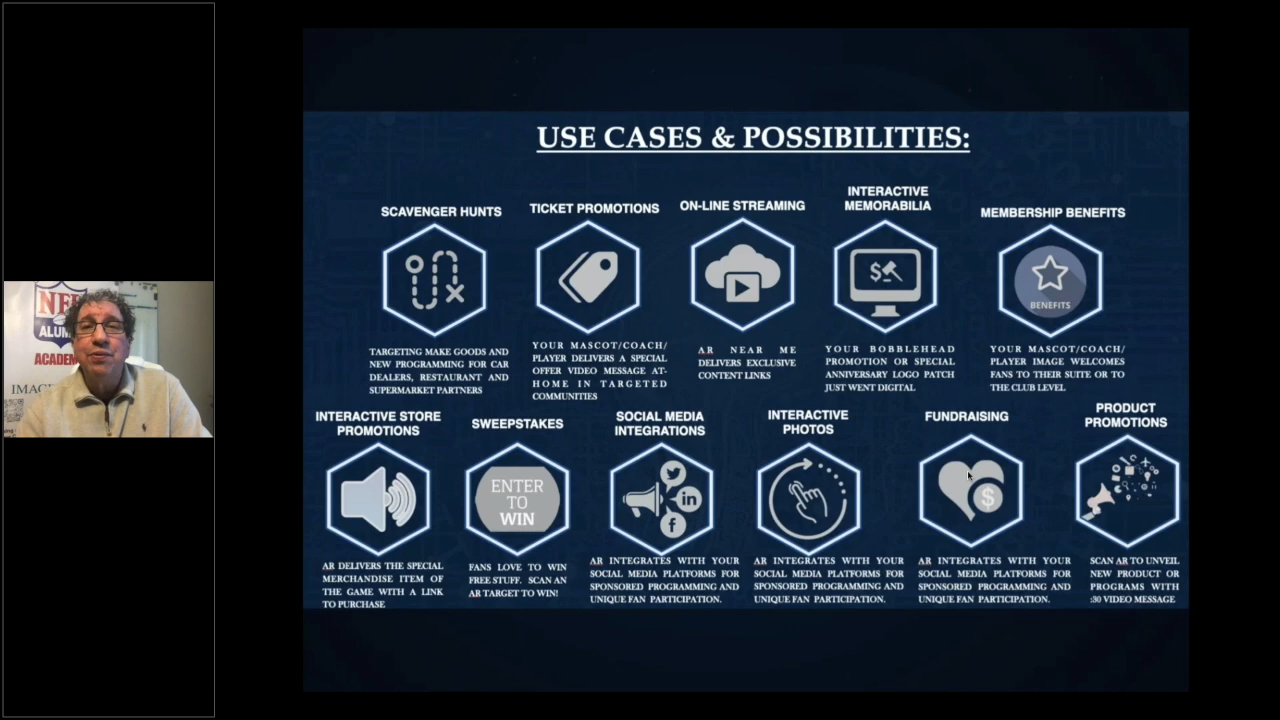 USE CASES & POSSIBILITIES:
SCAVENGER HUNTS
TARGETING MAKE GOODS AND
NEW PROGRAMMING FOR CAR
DEALERS, RESTAURANT AND
SUPERMARKET PARTNERS
TICKET PROMOTIONS
YOUR MASCOT/COACH/
PLAYER DELIVERS A SPECIAL
OFFER VIDEO MESSAGE AT-
HOME IN TARGETED
COMMUNITIES
ON-LINE STREAMING
AR NEAR ME
DELIVERS EXCLUSIVE
CONTENT LINKS
INTERACTIVE
MEMORABILIA
$
YOUR BOBBLEHEAD
PROMOTION OR SPECIAL
ANNIVERSARY LOGO PATCH
JUST WENT DIGITAL
MEMBERSHIP BENEFITS
BENEFITS
YOUR MASCOT/COACH/
PLAYER IMAGE WELCOMES
FANS TO THEIR SUITE OR TO
THE CLUB LEVEL
INTERACTIVE STORE
PROMOTIONS
AR DELIVERS THE SPECIAL
MERCHANDISE ITEM OF
THE GAME WITH A LINK
TO PURCHASE
SWEEPSTAKES
ENTER
TO
WIN
FANS LOVE TO WIN
FREE STUFF. SCAN AN
AR TARGET TO WIN!
SOCIAL MEDIA
INTEGRATIONS
in
f
AR INTEGRATES WITH YOUR
SOCIAL MEDIA PLATFORMS FOR
SPONSORED PROGRAMMING AND
UNIQUE FAN PARTICIPATION.
INTERACTIVE
PHOTOS
AR INTEGRATES WITH YOUR
SOCIAL MEDIA PLATFORMS FOR
SPONSORED PROGRAMMING AND
UNIQUE FAN PARTICIPATION.
FUNDRAISING
$
AR INTEGRATES WITH YOUR
SOCIAL MEDIA PLATFORMS FOR
SPONSORED PROGRAMMING AND
UNIQUE FAN PARTICIPATION.
PRODUCT
PROMOTIONS
SCAN AR TO UNVEIL
NEW PRODUCT OR
PROGRAMS WITH
:30 VIDEO MESSAGE